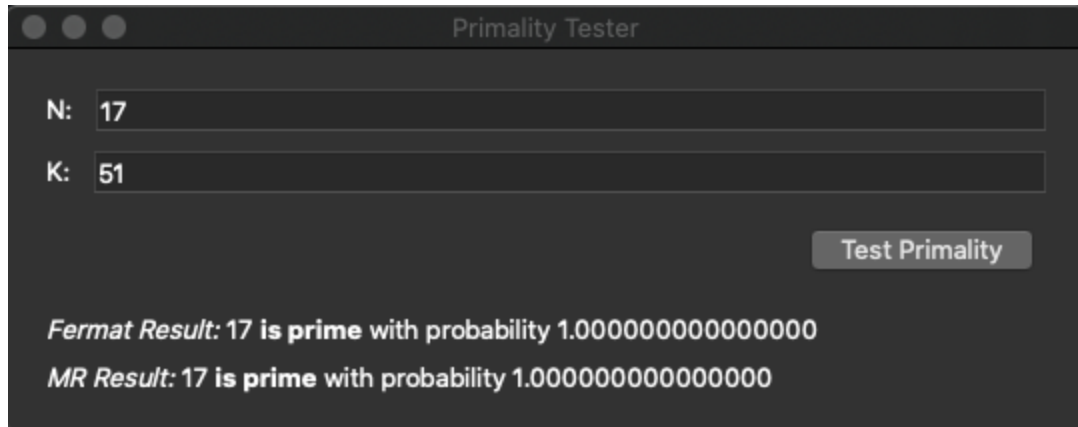 Primality Tester
N: 17
K: 51
Test Primality
Fermat Result: 17 is prime with probability 1.000000000000000
MR Result: 17 is prime with probability 1.000000000000000